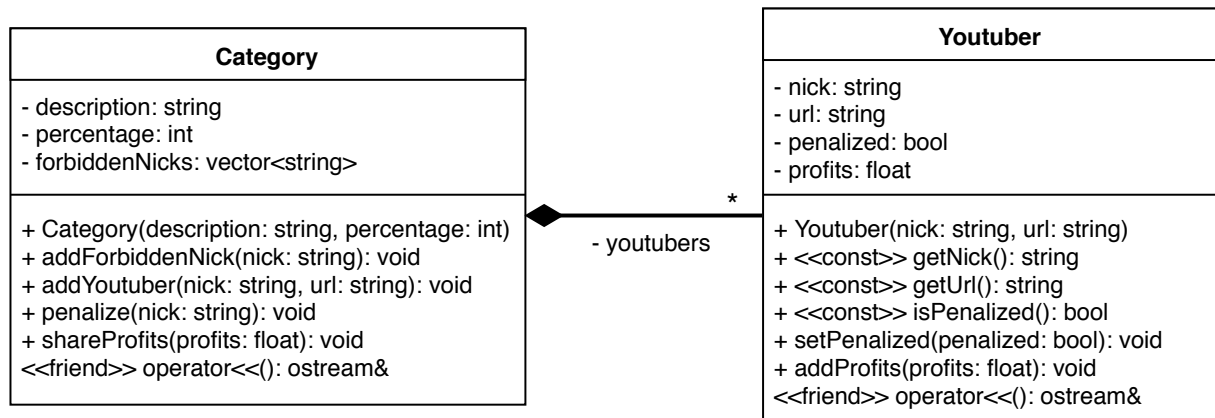 Category
- description: string
- percentage: int
- forbiddenNicks: vector<string>
+ Category(description: string, percentage: int)
+ addForbiddenNick(nick: string): void
+ addYoutuber(nick: string, url: string): void
+ penalize(nick: string): void
+ shareProfits(profits: float): void
<<friend>> operator<<(): ostream&
*
- youtubers
Youtuber
- nick: string
- url: string
- penalized: bool
- profits: float
+ Youtuber(nick: string, url: string)
+ <<const>> getNick(): string
+ <<const>> getUrl(): string
+ <<const>> isPenalized(): bool
+ setPenalized(penalized: bool): void
+ addProfits(profits: float): void
<<friend>> operator<<(): ostream&